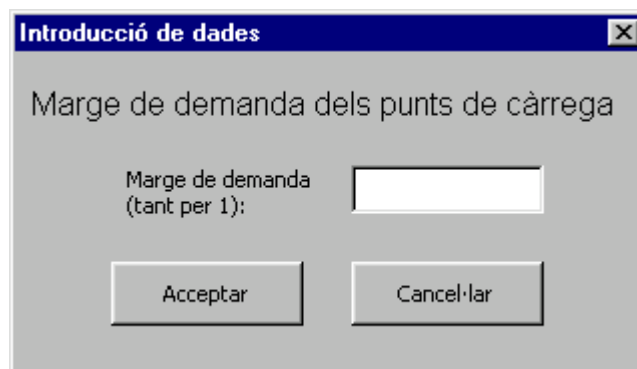 Introducció de dades
Marge de demanda dels punts de càrrega
Marge de demanda
(tant per 1):
Acceptar
Cancel·lar